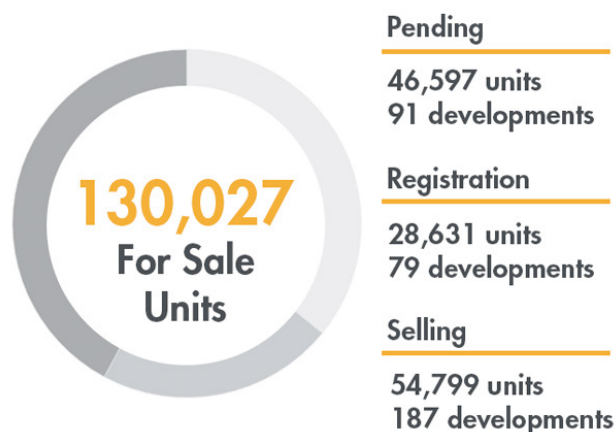 130,027
For Sale
Units
Pending
46,597 units
91 developments
Registration
28,631 units
79 developments
Selling
54,799 units
187 developments